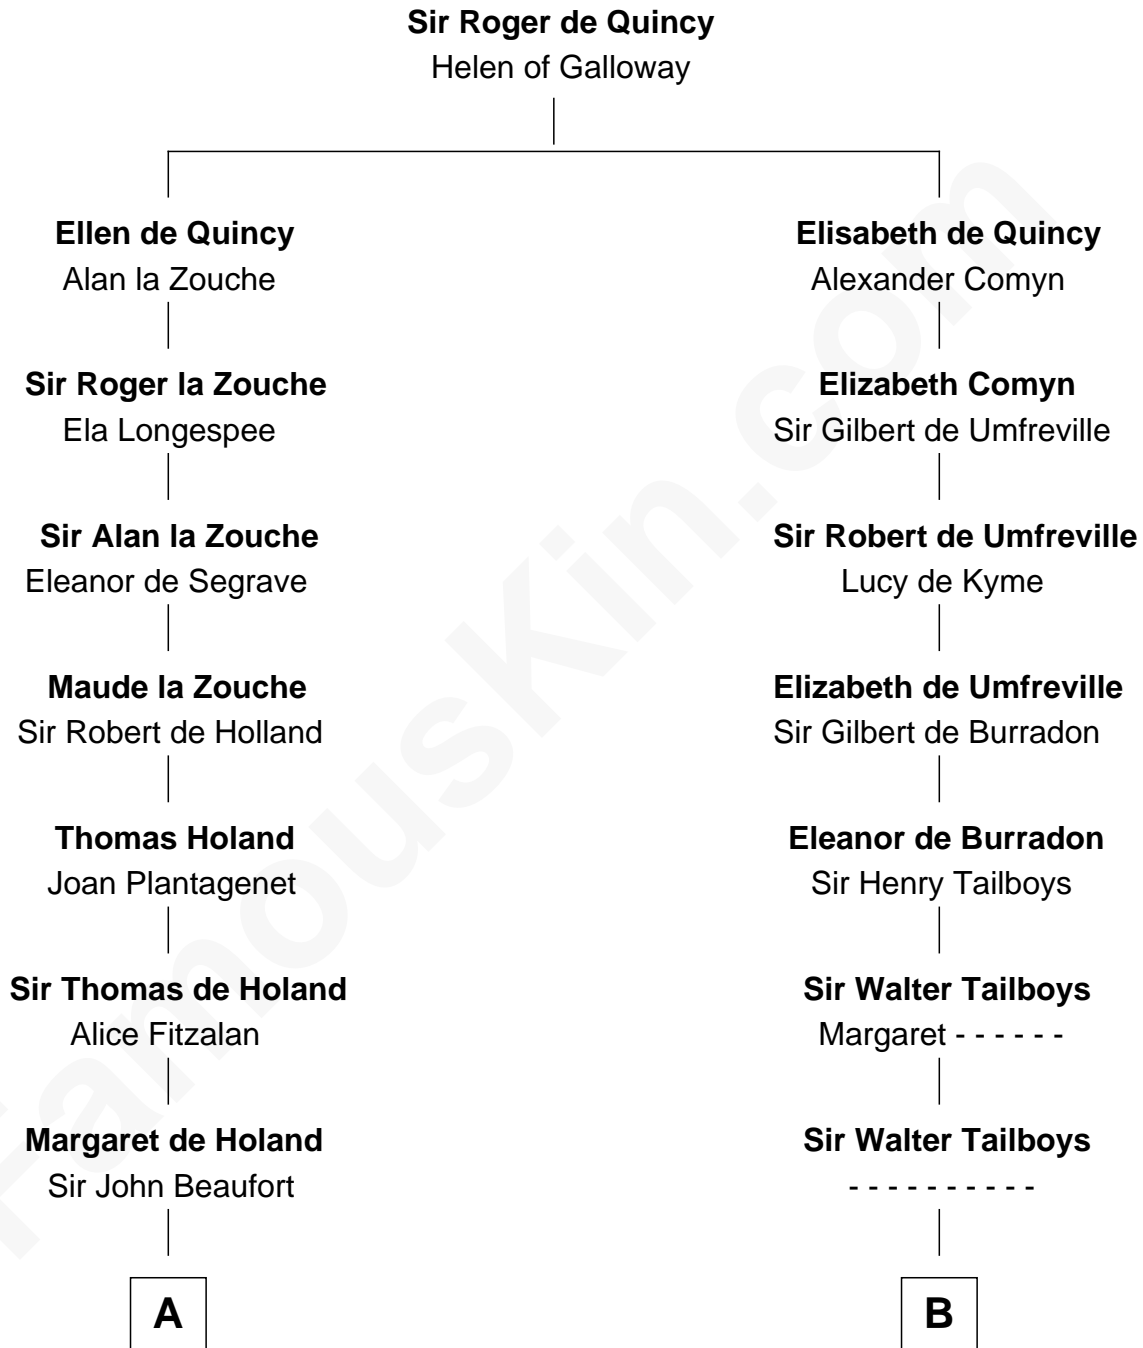 Sir Roger de Quincy
Helen of Galloway
Ellen de Quincy
Alan la Zouche
Elisabeth de Quincy
Alexander Comyn
Sir Roger la Zouche
Ela Longespee
Elizabeth Comyn
Sir Gilbert de Umfreville
Sir Alan la Zouche
Eleanor de Segrave
Sir Robert de Umfreville
Lucy de Kyme
Maude la Zouche
Sir Robert de Holland
Elizabeth de Umfreville
Sir Gilbert de Burradon
Thomas Holand
Joan Plantagenet
Eleanor de Burradon
Sir Henry Tailboys
Sir Thomas de Holand
Alice Fitzalan
Sir Walter Tailboys
Margaret - - - - - -
Margaret de Holand
Sir John Beaufort
Sir Walter Tailboys
- - - - - - - - - -
A
B
FamousKin.com